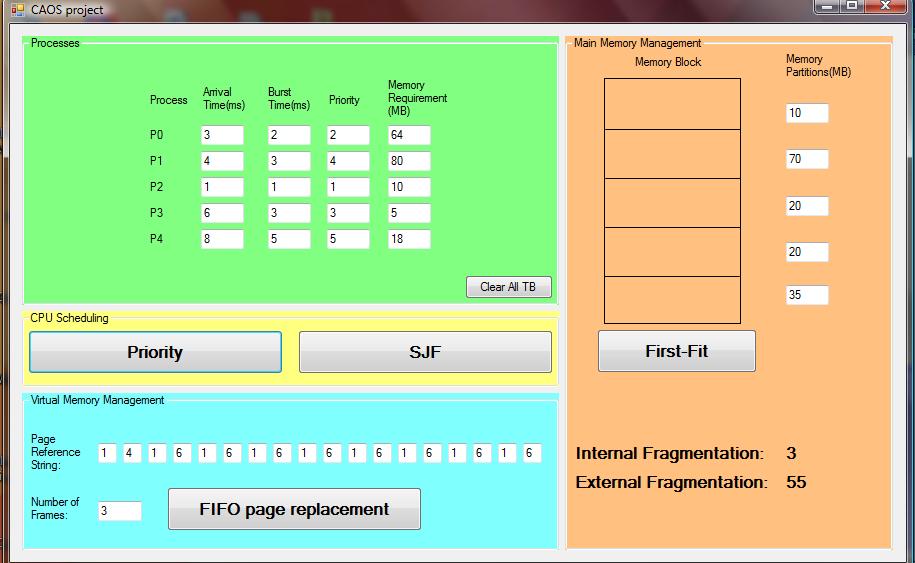 CAOS project
Processes
Process Arrival Time(ms) Burst Time(ms) Priority Memory Requirement (MB)
P0 3 2 2 64
P1 4 3 4 80
P2 1 1 1 10
P3 6 3 3 5
P4 8 5 5 18
Clear All TB
CPU Scheduling
Priority SJF
Virtual Memory Management
Page Reference String: 1 4 1 6 1 6 1 6 1 6 1 6 1 6 1 6 1 6
Number of Frames: 3
FIFO page replacement
Main Memory Management
Memory Block
Memory Partitions(MB)
10
70
20
20
35
First-Fit
Internal Fragmentation: 3
External Fragmentation: 55